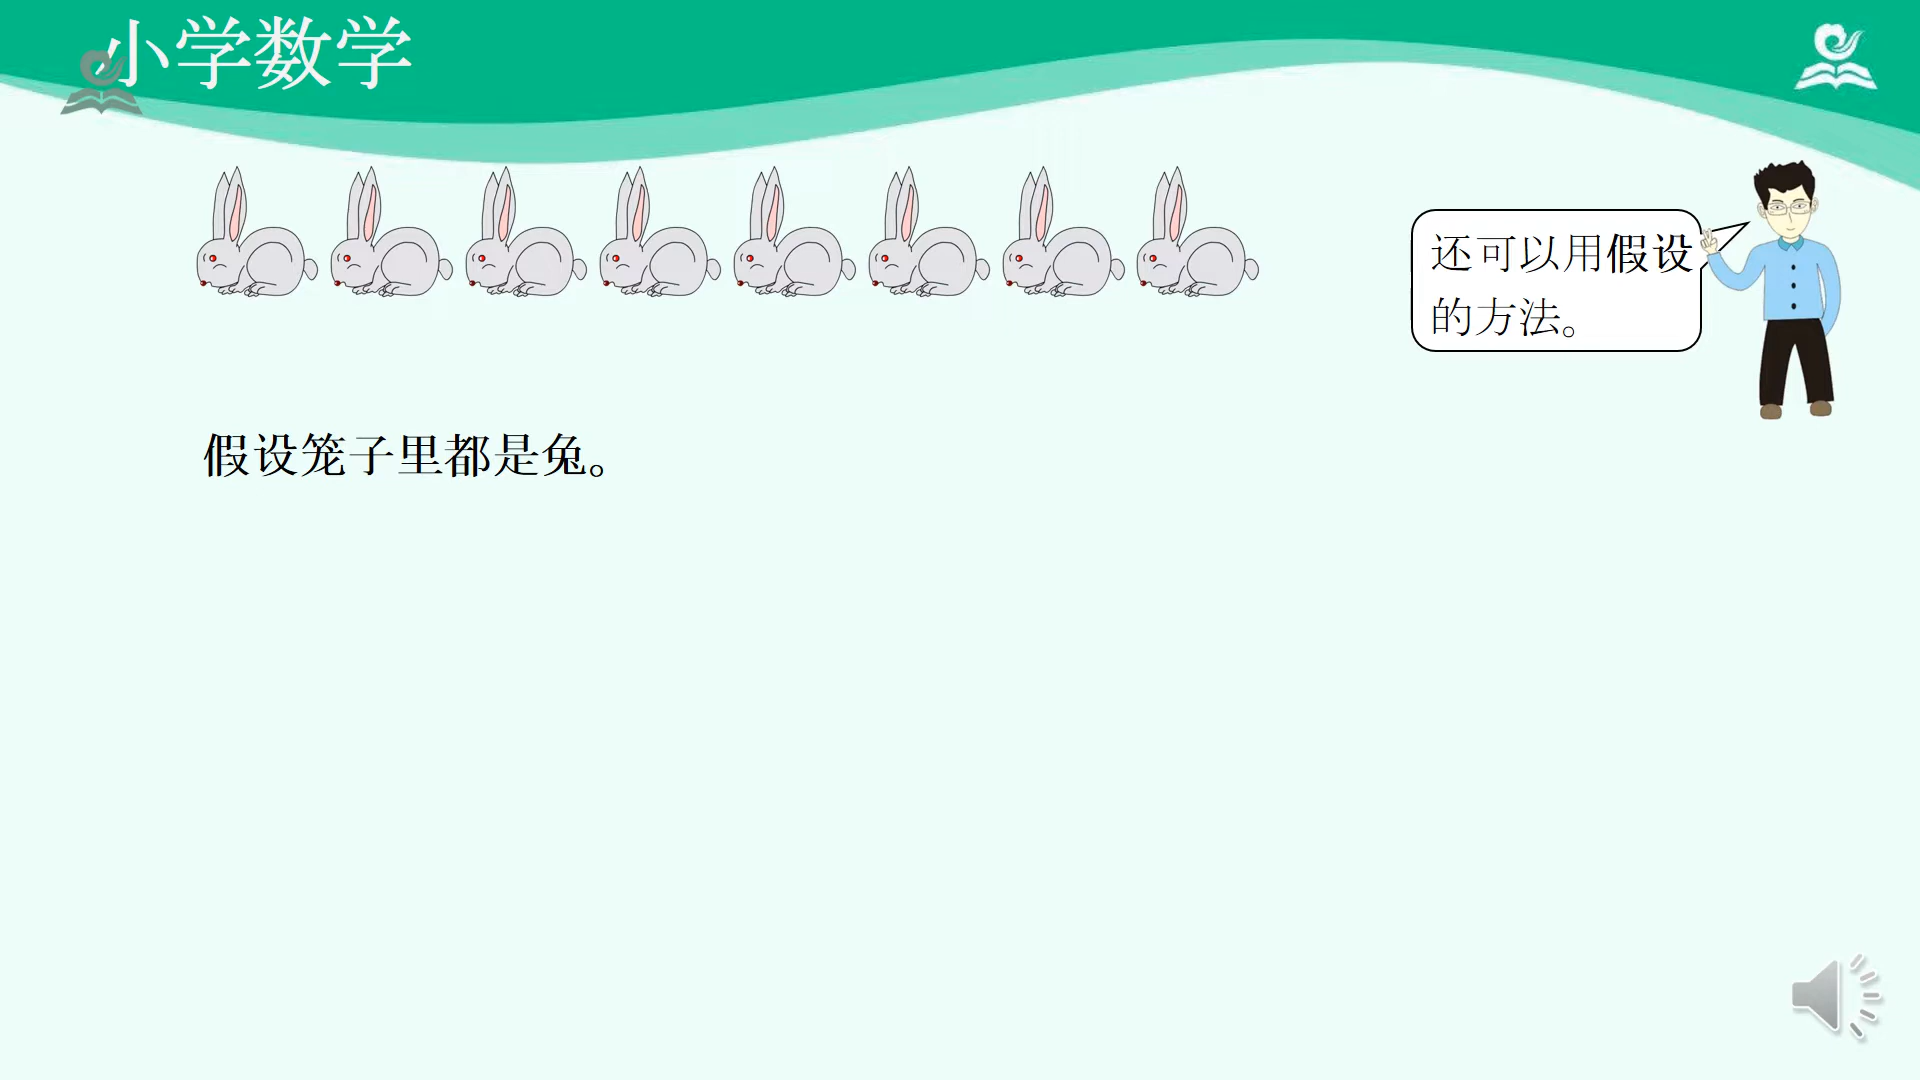 小学数学
还可以用假设
的方法。
假设笼子里都是兔。